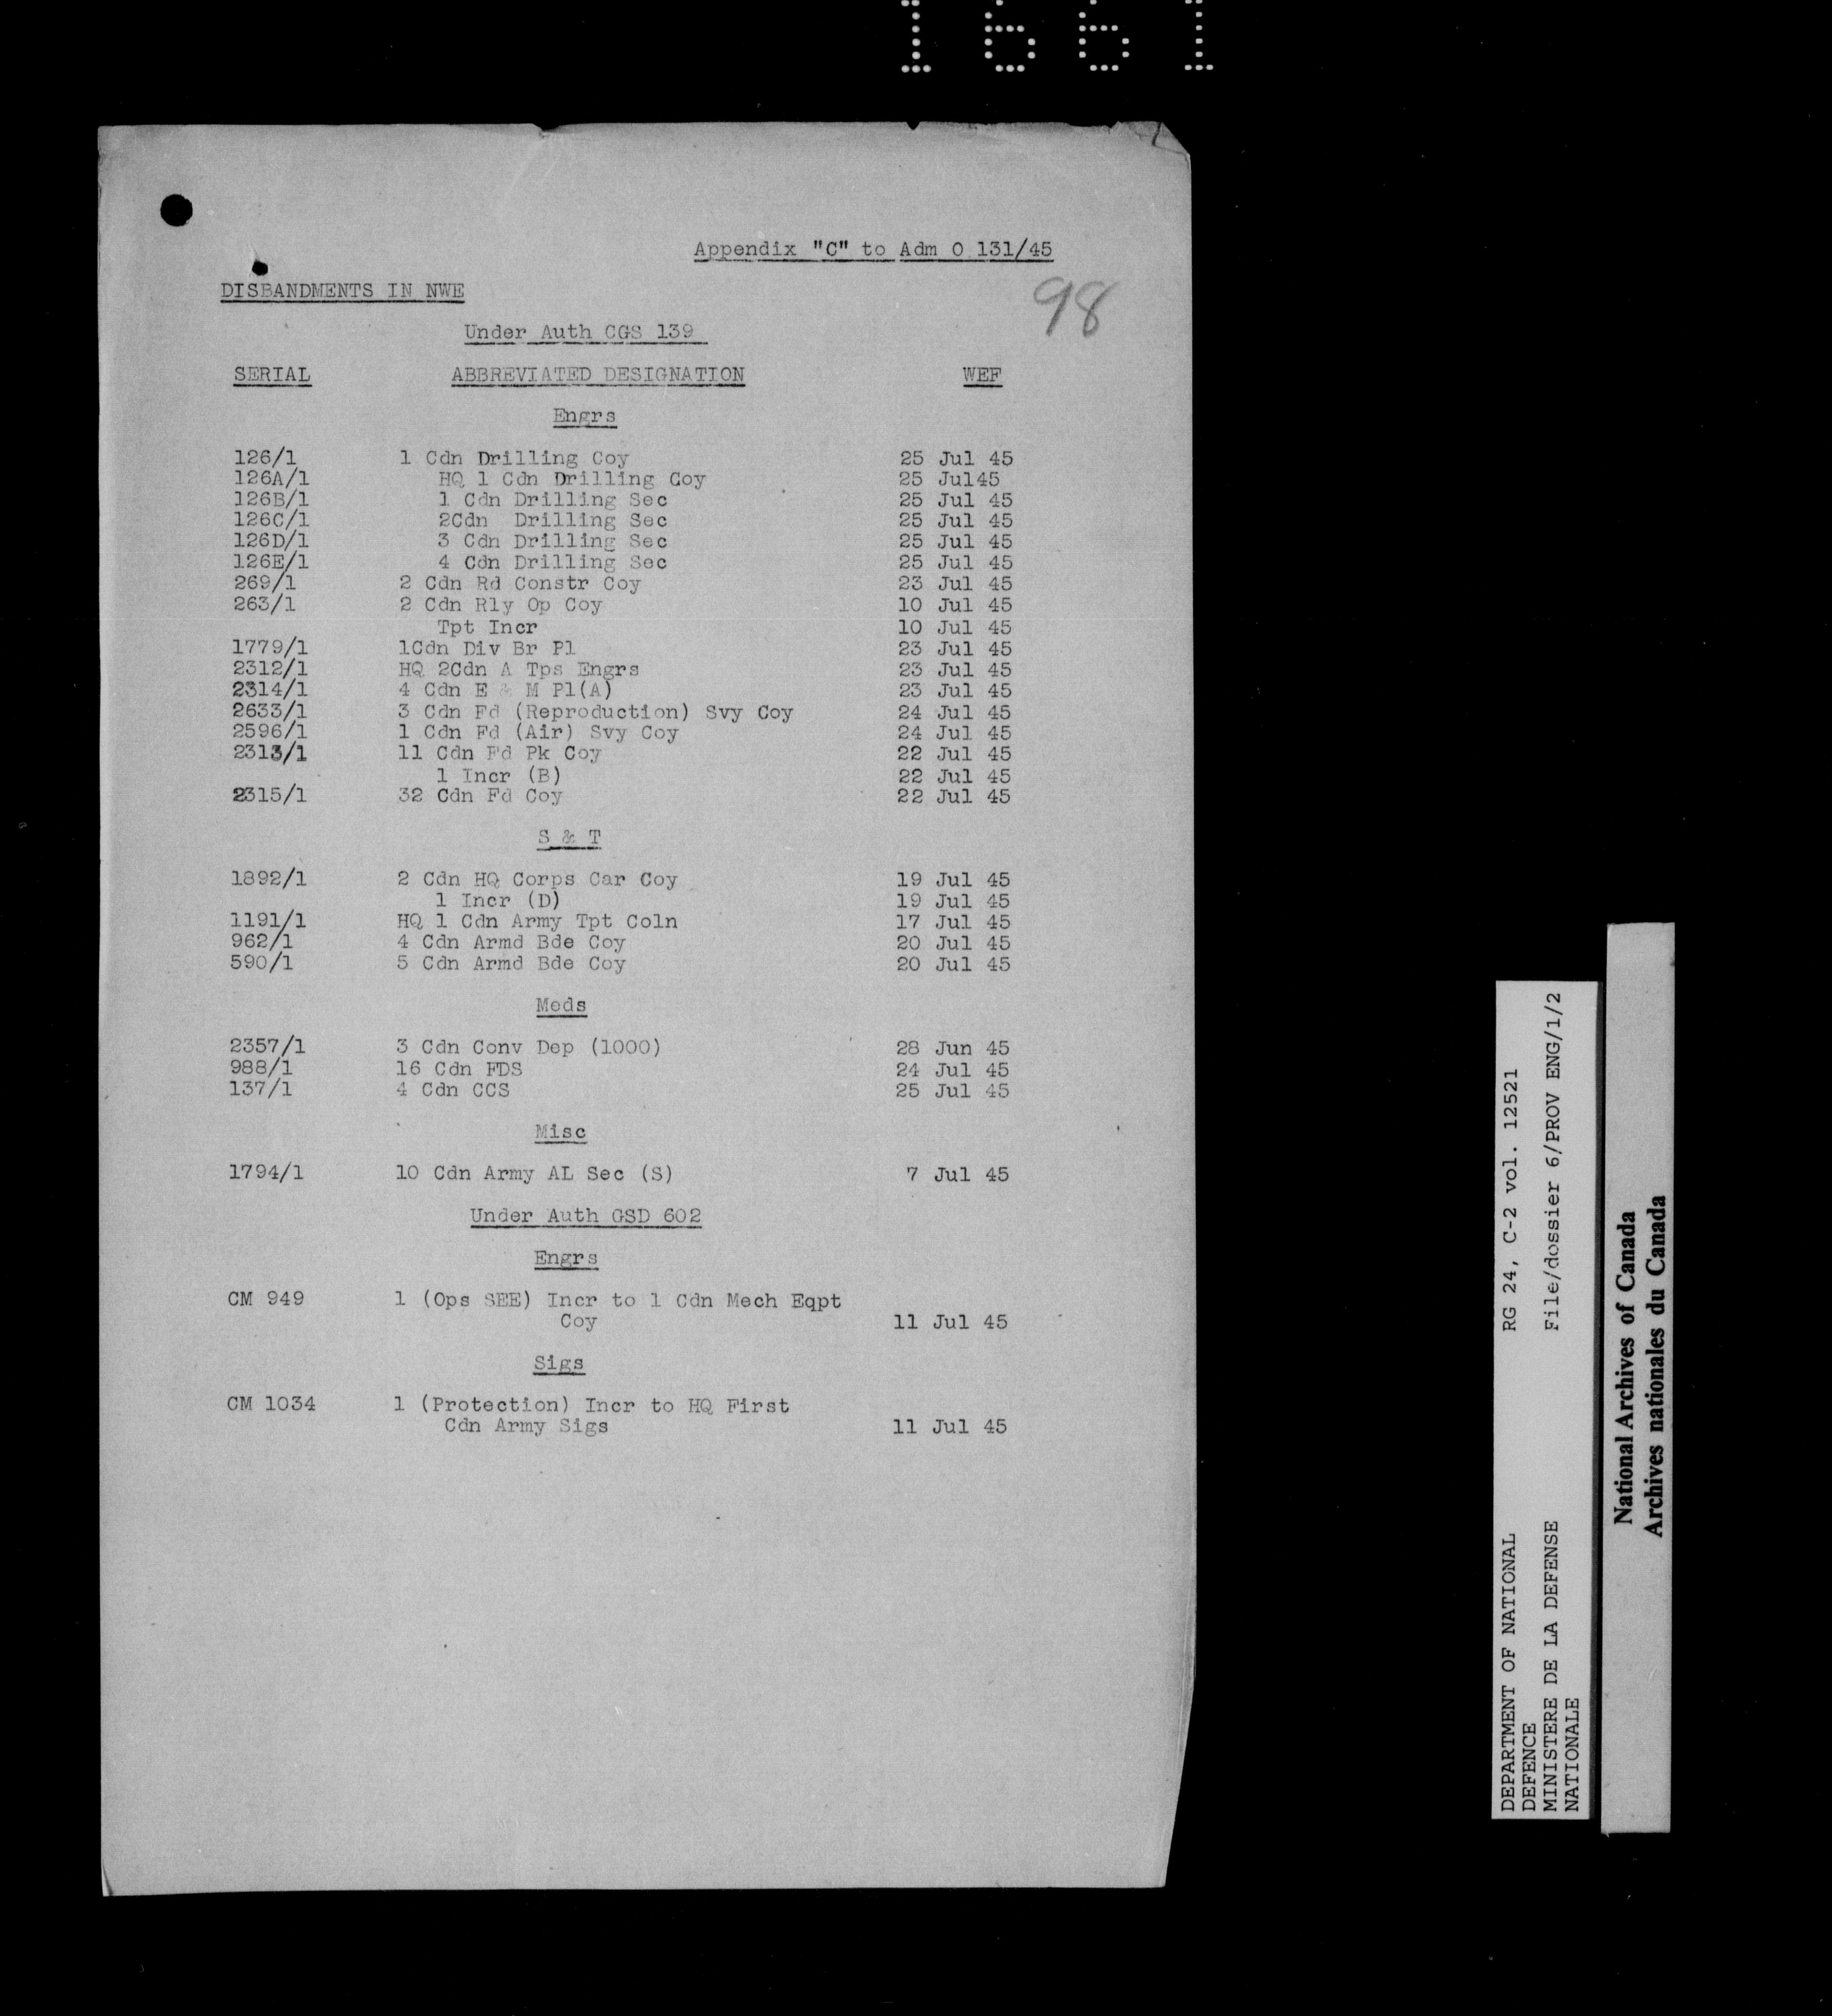 1661
Appendix "C" to Adm O 131/45
98
DISBANDMENTS IN NWE
Under Auth CGS 139
SERIAL ABBREVIATED DESIGNATION WEF
Engrs
126/1 1 Cdn Drilling Coy 25 Jul 45
126A/1 HQ 1 Cdn Drilling Coy 25 Jul45
126B/1 1 Cdn Drilling Sec 25 Jul 45
126C/1 2Cdn Drilling Sec 25 Jul 45
126D/1 3 Cdn Drilling Sec 25 Jul 45
126E/1 4 Cdn Drilling Sec 25 Jul 45
269/1 2 Cdn Rd Constr Coy 23 Jul 45
263/1 2 Cdn Rly Op Coy 10 Jul 45
Tpt Incr 10 Jul 45
1779/1 1Cdn Div Br Pl 23 Jul 45
2312/1 HQ 2Cdn A Tps Engrs 23 Jul 45
2314/1 4 Cdn E & M Pl(A) 23 Jul 45
2633/1 3 Cdn Fd (Reproduction) Svy Coy 24 Jul 45
2596/1 1 Cdn Fd (Air) Svy Coy 24 Jul 45
2313/1 11 Cdn Fd Pk Coy 22 Jul 45
1 Incr (B) 22 Jul 45
2315/1 32 Cdn Fd Coy 22 Jul 45
S & T
1892/1 2 Cdn HQ Corps Car Coy 19 Jul 45
1 Incr (D) 19 Jul 45
1191/1 HQ 1 Cdn Army Tpt Coln 17 Jul 45
962/1 4 Cdn Armd Bde Coy 20 Jul 45
590/1 5 Cdn Armd Bde Coy 20 Jul 45
Meds
2357/1 3 Cdn Conv Dep (1000) 28 Jun 45
988/1 16 Cdn FDS 24 Jul 45
137/1 4 Cdn CCS 25 Jul 45
Misc
1794/1 10 Cdn Army AL Sec (S) 7 Jul 45
Under Auth GSD 602
Engrs
CM 949 1 (Ops SEE) Incr to 1 Cdn Mech Eqpt
Coy 11 Jul 45
Sigs
CM 1034 1 (Protection) Incr to HQ First
Cdn Army Sigs 11 Jul 45
DEPARTMENT OF NATIONAL RG 24, C-2 vol. 12521
DEFENCE
MINISTERE DE LA DEFENSE File/dossier 6/PROV ENG/1/2
NATIONALE
National Archives of Canada
Archives nationales du Canada